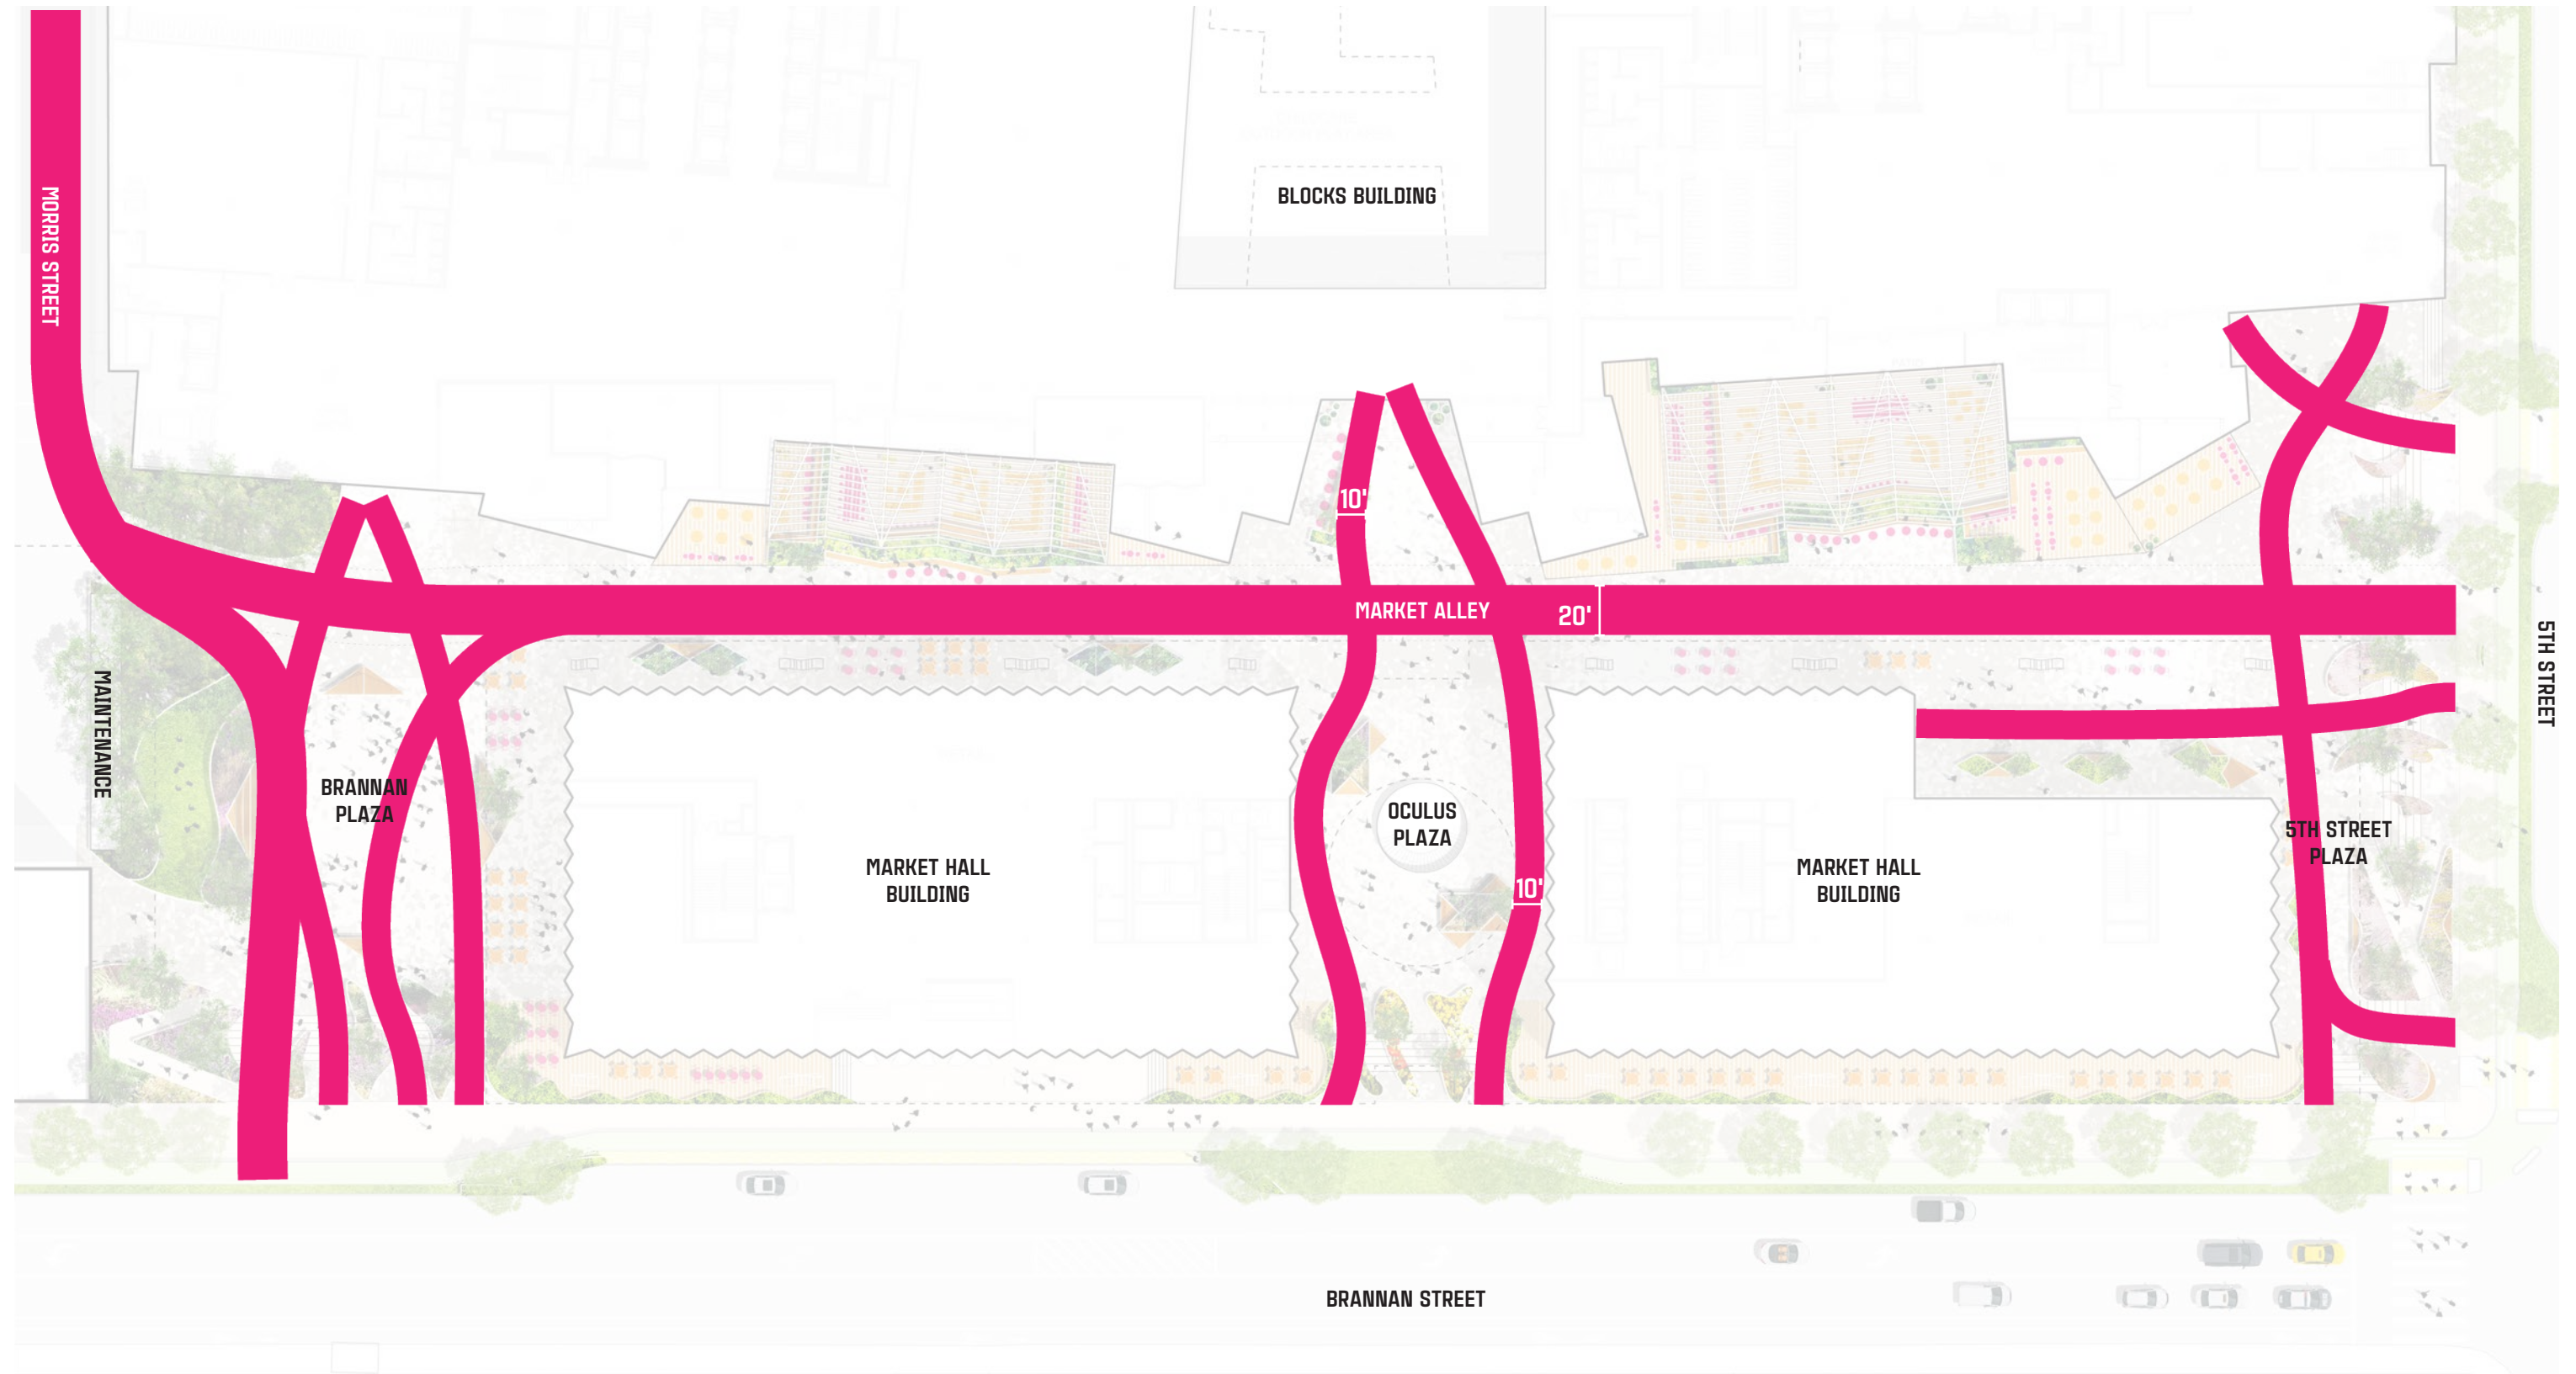 MORRIS STREET
BLOCKS BUILDING
10'
MARKET ALLEY
20'
5TH STREET
MAINTENANCE
BRANNAN
PLAZA
OCULUS
PLAZA
MARKET HALL
BUILDING
MARKET HALL
BUILDING
5TH STREET
PLAZA
10'
BRANNAN STREET